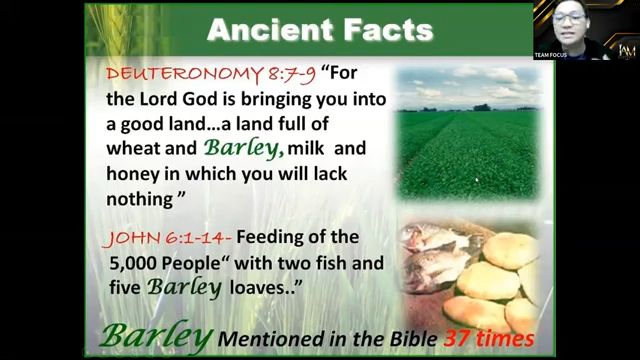 Ancient Facts
DEUTERONOMY 8:7-9 “For
the Lord God is bringing you into
a good land...a land full of
wheat and Barley, milk and
honey in which you will lack
nothing ”
JOHN 6:1-14- Feeding of the
5,000 People“ with two fish and
five Barley loaves..”
Barley Mentioned in the Bible 37 times
TEAM FOCUS